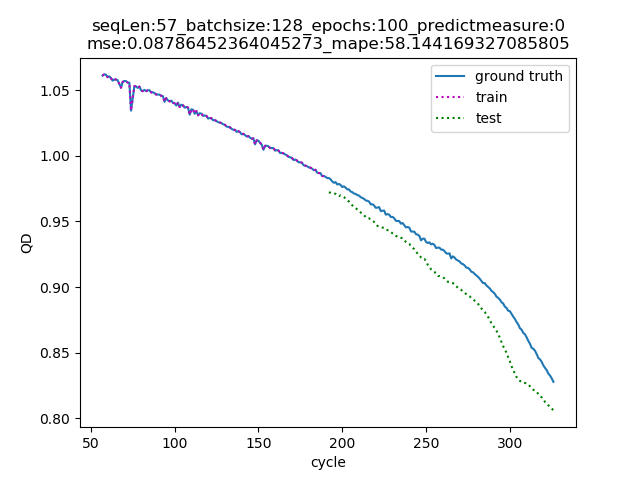 seqLen:57_batchsize:128_epochs:100_predictmeasure:0
mse:0.08786452364045273_mape:58.144169327085805
ground truth
train
test
1.05
1.00
0.95
0.90
0.85
0.80
QD
50
100
150
200
250
300
cycle